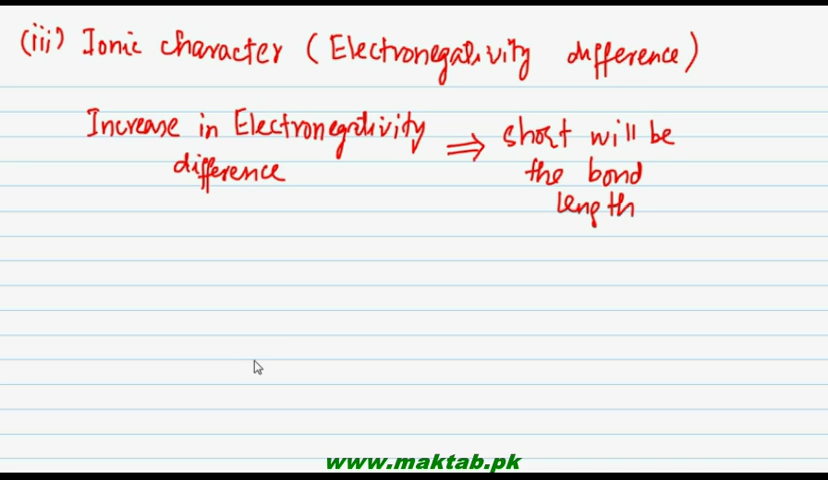 (iii) Ionic character (Electronegativity difference)
Increase in Electronegativity ⇒ short will be
difference the bond
length
www.maktab.pk